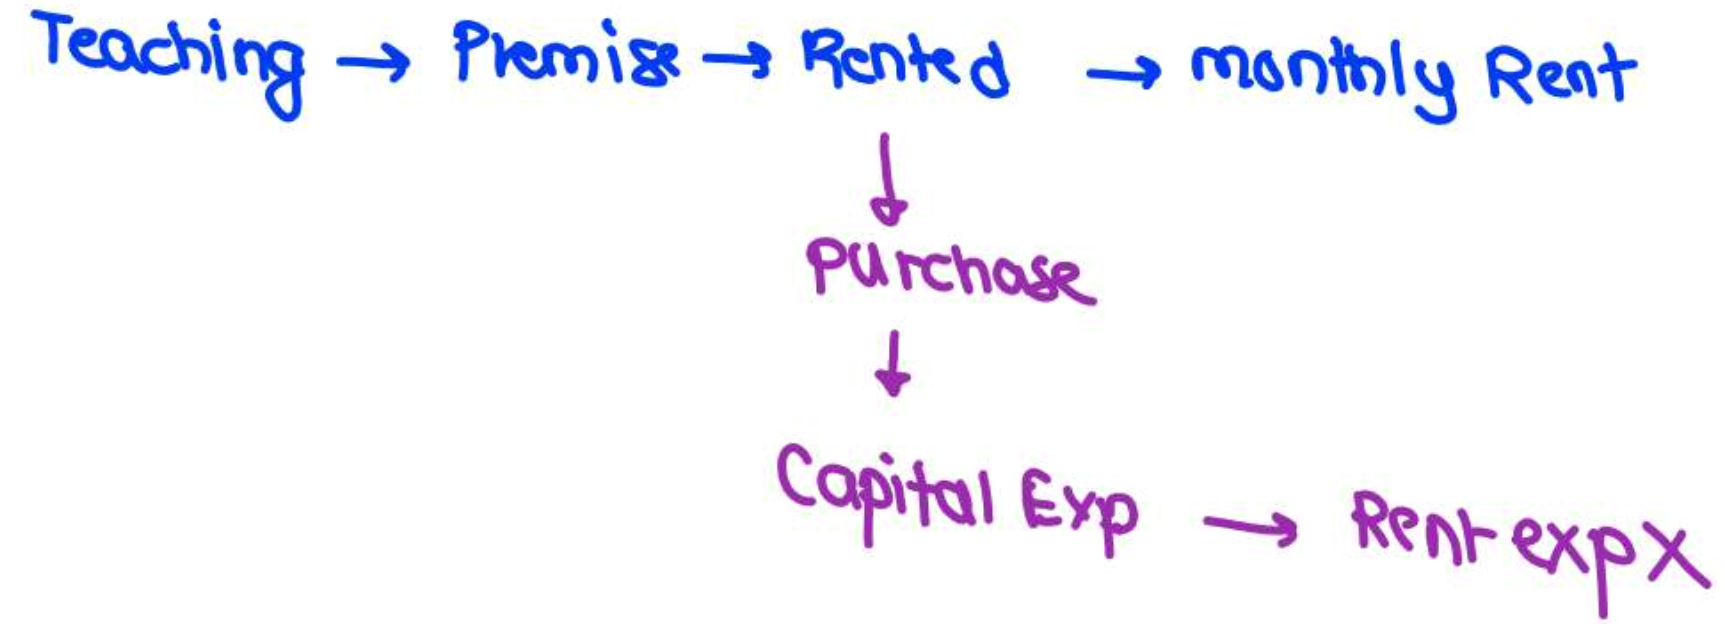 Teaching → Premise → Rented → monthly Rent
↓
Purchase
↓
Capital Exp → Rent exp X